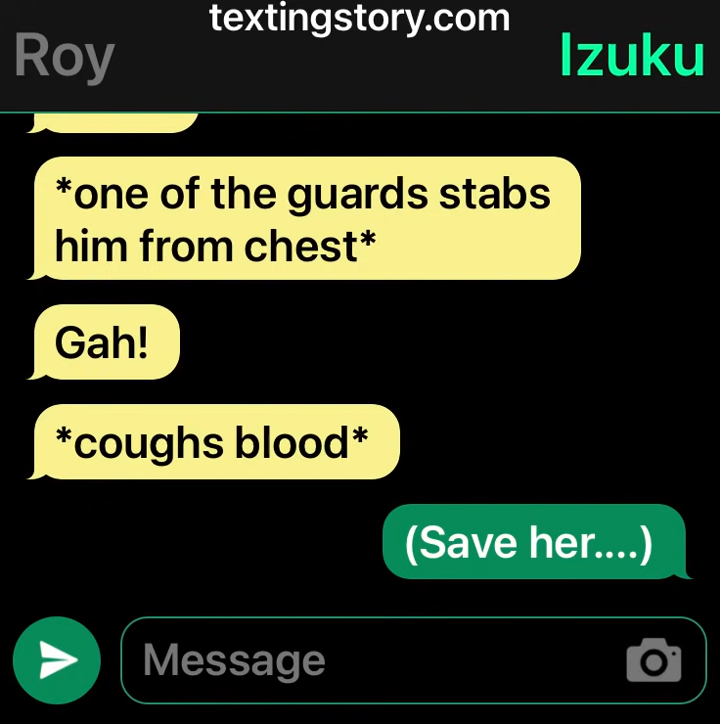 textingstory.com
Roy
Izuku
*one of the guards stabs
him from chest*
Gah!
*coughs blood*
(Save her....)
Message